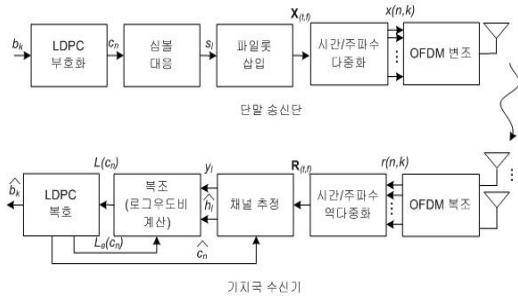 b_k
LDPC
부호화
c_n
심볼
대응
s_l
파일롯
삽입
X_(t,f)
시간/주파수
다중화
x(n,k)
OFDM 변조
단말 송신단
b̂_k
LDPC
복호
L(c_n)
L_e(c_n)
복조
(로그우도비
계산)
ĉ_n
y_l
ĥ_l
채널 추정
R_(t,f)
시간/주파수
역다중화
r(n,k)
OFDM 복조
기지국 수신기